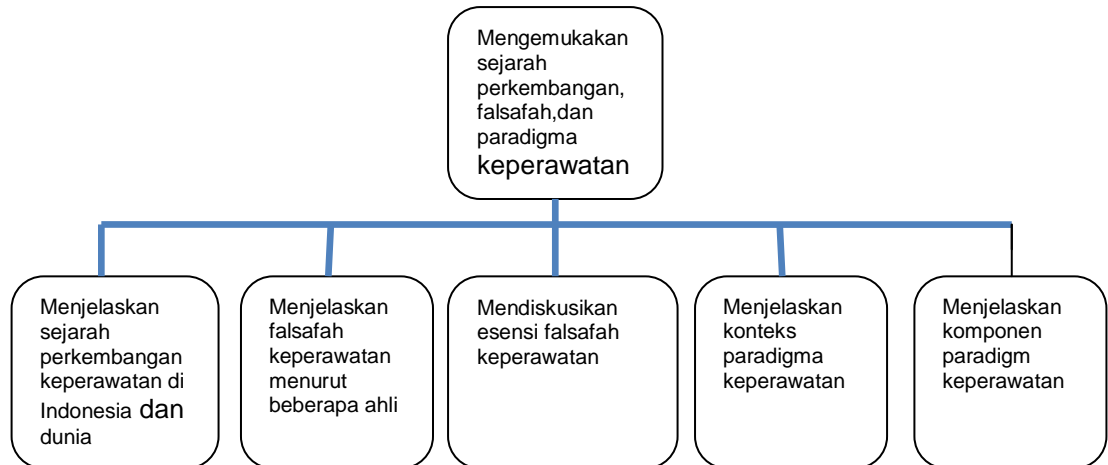 Mengemukakan
sejarah
perkembangan,
falsafah,dan
paradigma
keperawatan
Menjelaskan
sejarah
perkembangan
keperawatan di
Indonesia dan
dunia
Menjelaskan
falsafah
keperawatan
menurut
beberapa ahli
Mendiskusikan
esensi falsafah
keperawatan
Menjelaskan
konteks
paradigma
keperawatan
Menjelaskan
komponen
paradigm
keperawatan